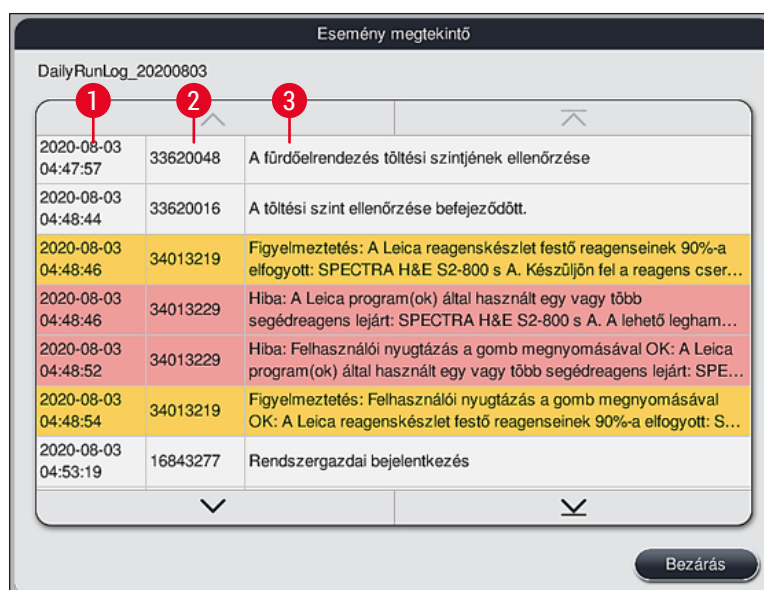 Esemény megtekintő
DailyRunLog_20200803
1 2 3
2020-08-03
04:47:57
33620048
A fürdőelrendezés töltési szintjének ellenőrzése
2020-08-03
04:48:44
33620016
A töltési szint ellenőrzése befejeződött.
2020-08-03
04:48:46
34013219
Figyelmeztetés: A Leica reagenskészlet festő reagenseinek 90%-a
elfogyott: SPECTRA H&E S2-800 s A. Készüljön fel a reagens cser...
2020-08-03
04:48:46
34013229
Hiba: A Leica program(ok) által használt egy vagy több
segédreagens lejárt: SPECTRA H&E S2-800 s A. A lehető legham...
2020-08-03
04:48:52
34013229
Hiba: Felhasználói nyugtázás a gomb megnyomásával OK: A Leica
program(ok) által használt egy vagy több segédreagens lejárt: SPE...
2020-08-03
04:48:54
34013219
Figyelmeztetés: Felhasználói nyugtázás a gomb megnyomásával
OK: A Leica reagenskészlet festő reagenseinek 90%-a elfogyott: S...
2020-08-03
04:53:19
16843277
Rendszergazdai bejelentkezés
Bezárás